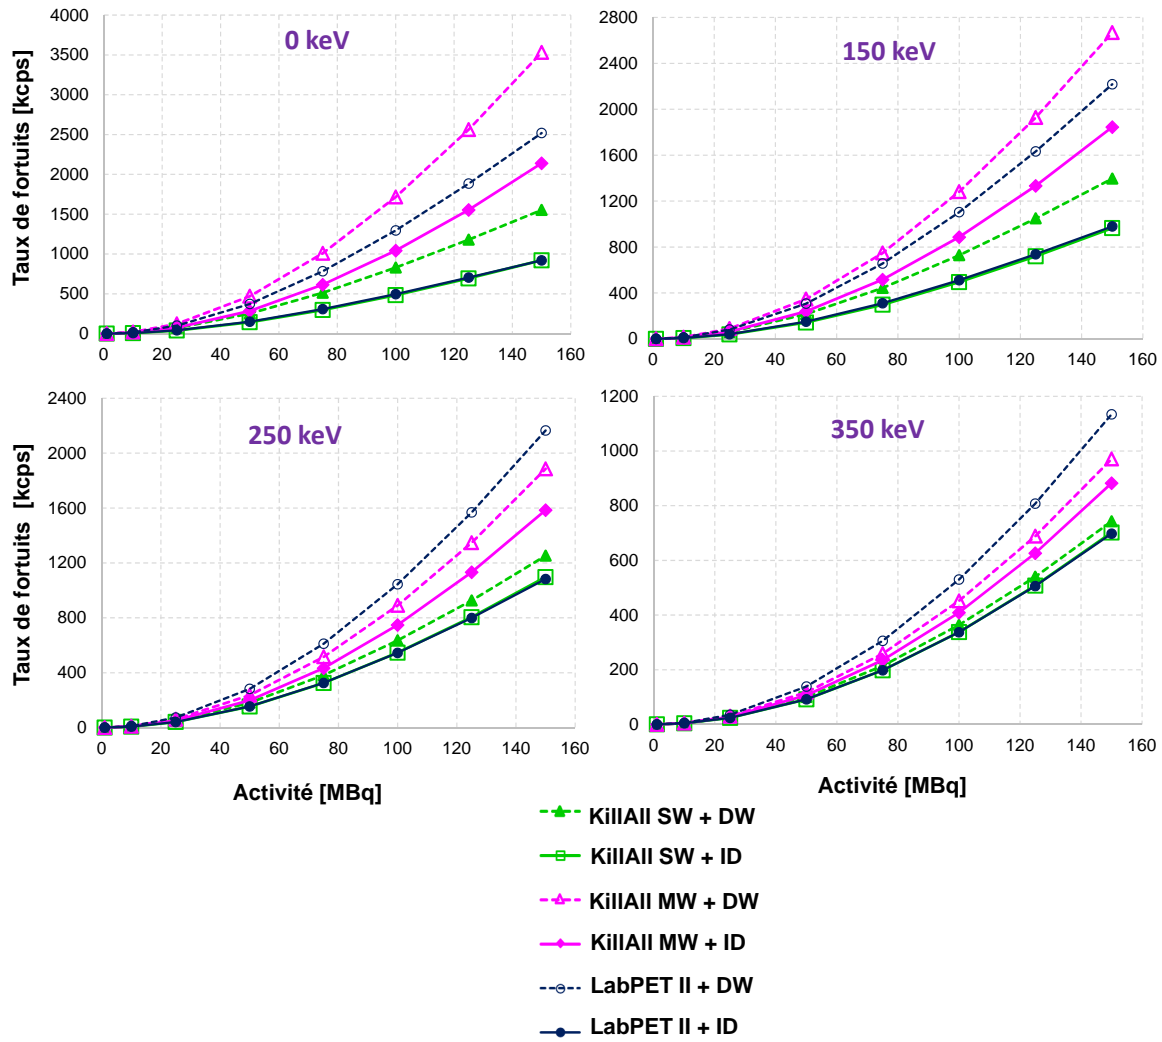 0 keV
Taux de fortuits [kcps]
4000
3500
3000
2500
2000
1500
1000
500
0
0 20 40 60 80 100 120 140 160
150 keV
Taux de fortuits [kcps]
2800
2400
2000
1600
1200
800
400
0
0 20 40 60 80 100 120 140 160
250 keV
Taux de fortuits [kcps]
2400
2000
1600
1200
800
400
0
0 20 40 60 80 100 120 140 160
Activité [MBq]
350 keV
1200
1000
800
600
400
200
0
0 20 40 60 80 100 120 140 160
Activité [MBq]
KillAll SW + DW
KillAll SW + ID
KillAll MW + DW
KillAll MW + ID
LabPET II + DW
LabPET II + ID